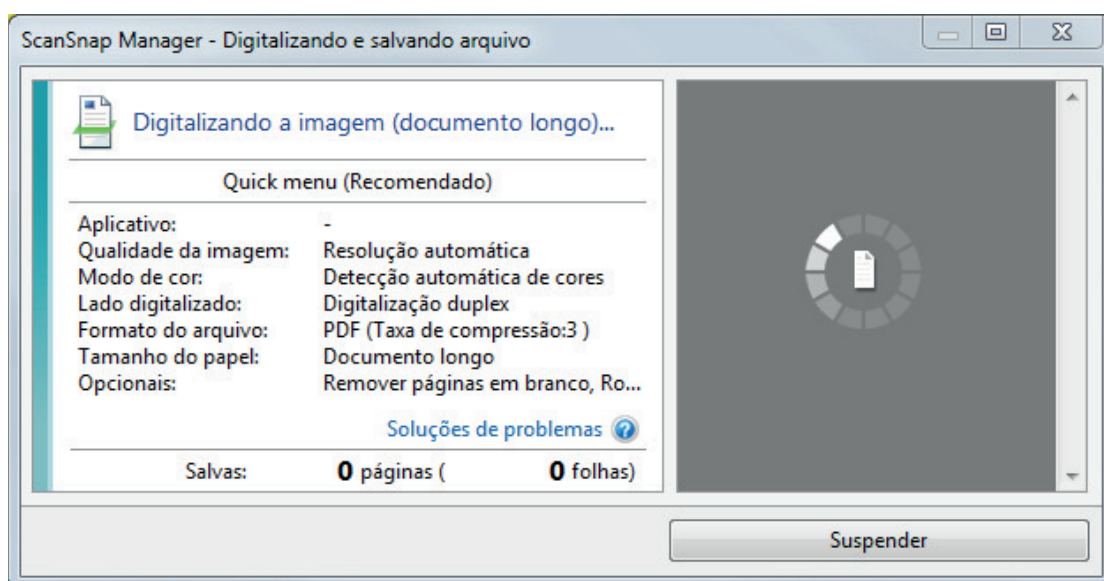 ScanSnap Manager - Digitalizando e salvando arquivo
Digitalizando a imagem (documento longo)...
Quick menu (Recomendado)
Aplicativo: -
Qualidade da imagem: Resolução automática
Modo de cor: Detecção automática de cores
Lado digitalizado: Digitalização duplex
Formato do arquivo: PDF (Taxa de compressão:3 )
Tamanho do papel: Documento longo
Opcionais: Remover páginas em branco, Ro...
Soluções de problemas ?
Salvas: 0 páginas ( 0 folhas)
Suspender